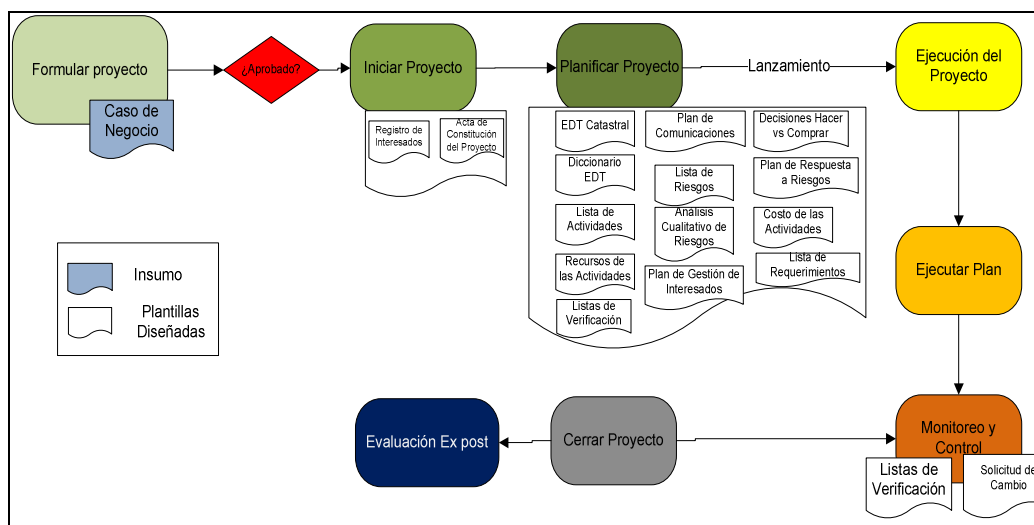 Formular proyecto
Caso de
Negocio
¿Aprobado?
Iniciar Proyecto
Registro de
Interesados
Acta de
Constitución
del Proyecto
Planificar Proyecto
Lanzamiento
Ejecución del
Proyecto
EDT Catastral
Plan de
Comunicaciones
Decisiones Hacer
vs Comprar
Diccionario
EDT
Lista de
Riesgos
Plan de Respuesta
a Riesgos
Lista de
Actividades
Análisis
Cualitativo de
Riesgos
Costo de las
Actividades
Recursos de
las Actividades
Plan de Gestión de
Interesados
Lista de
Requerimientos
Listas de
Verificación
Insumo
Plantillas
Diseñadas
Ejecutar Plan
Evaluación Ex post
Cerrar Proyecto
Monitoreo y
Control
Listas de
Verificación
Solicitud de
Cambio